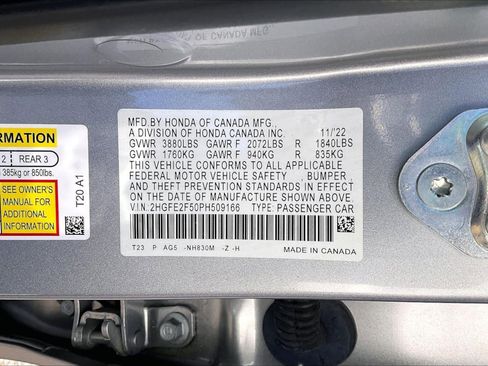 MFD.BY HONDA OF CANADA MFG.,
A DIVISION OF HONDA CANADA INC. 11/'22
GVWR 3880LBS GAWR F 2072LBS R 1840LBS
GVWR 1760KG GAWR F 940KG R 835KG
THIS VEHICLE CONFORMS TO ALL APPLICABLE
FEDERAL MOTOR VEHICLE SAFETY BUMPER
AND THEFT PREVENTION STANDARDS IN EFFECT
ON THE DATE OF MANUFACTURE SHOWN ABOVE.
V.I.N.:2HGFE2F50PH509166 TYPE: PASSENGER CAR
T23 P AG5 -NH830M -Z -H
MADE IN CANADA
FORMATION
2 REAR 3
385kg or 850lbs.
SEE OWNER'S
MANUAL FOR
ADDITIONAL
INFORMATION
T20 A1